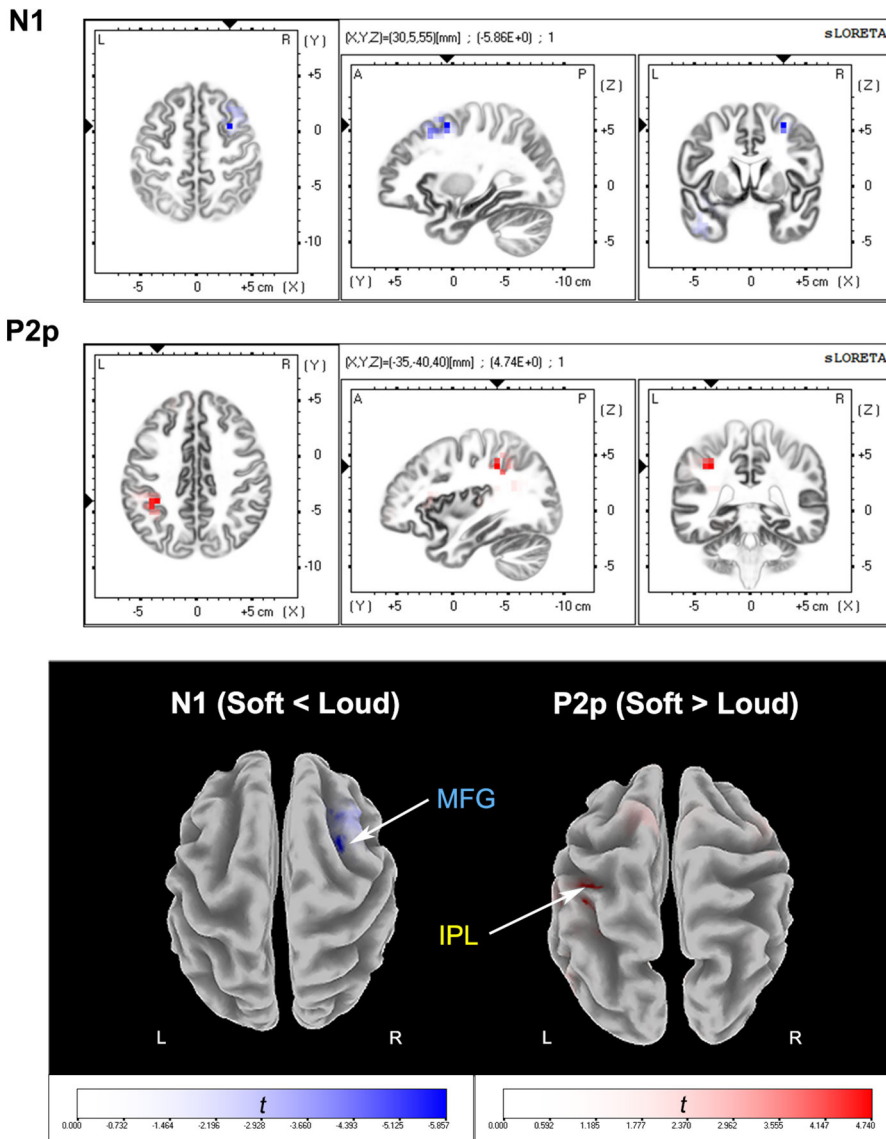 N1
L R (Y) (X,Y,Z)=(30,5,55)[mm] ; (-5.86E+0) ; 1 sLORETA
A P (Z) L R (Z)
+5 0 -5 -10
+5 0 -5
+5 0 -5
-5 0 +5 cm (X) (Y) +5 0 -5 -10 cm -5 0 +5 cm (X)
P2p
L R (Y) (X,Y,Z)=(-35,-40,40)[mm] ; (4.74E+0) ; 1 sLORETA
A P (Z) L R (Z)
+5 0 -5 -10
+5 0 -5
+5 0 -5
-5 0 +5 cm (X) (Y) +5 0 -5 -10 cm -5 0 +5 cm (X)
N1 (Soft < Loud) P2p (Soft > Loud)
MFG
IPL
L R L R
t t
0.000 -0.732 -1.464 -2.196 -2.928 -3.660 -4.393 -5.125 -5.857 0.000 0.592 1.185 1.777 2.370 2.962 3.555 4.147 4.740